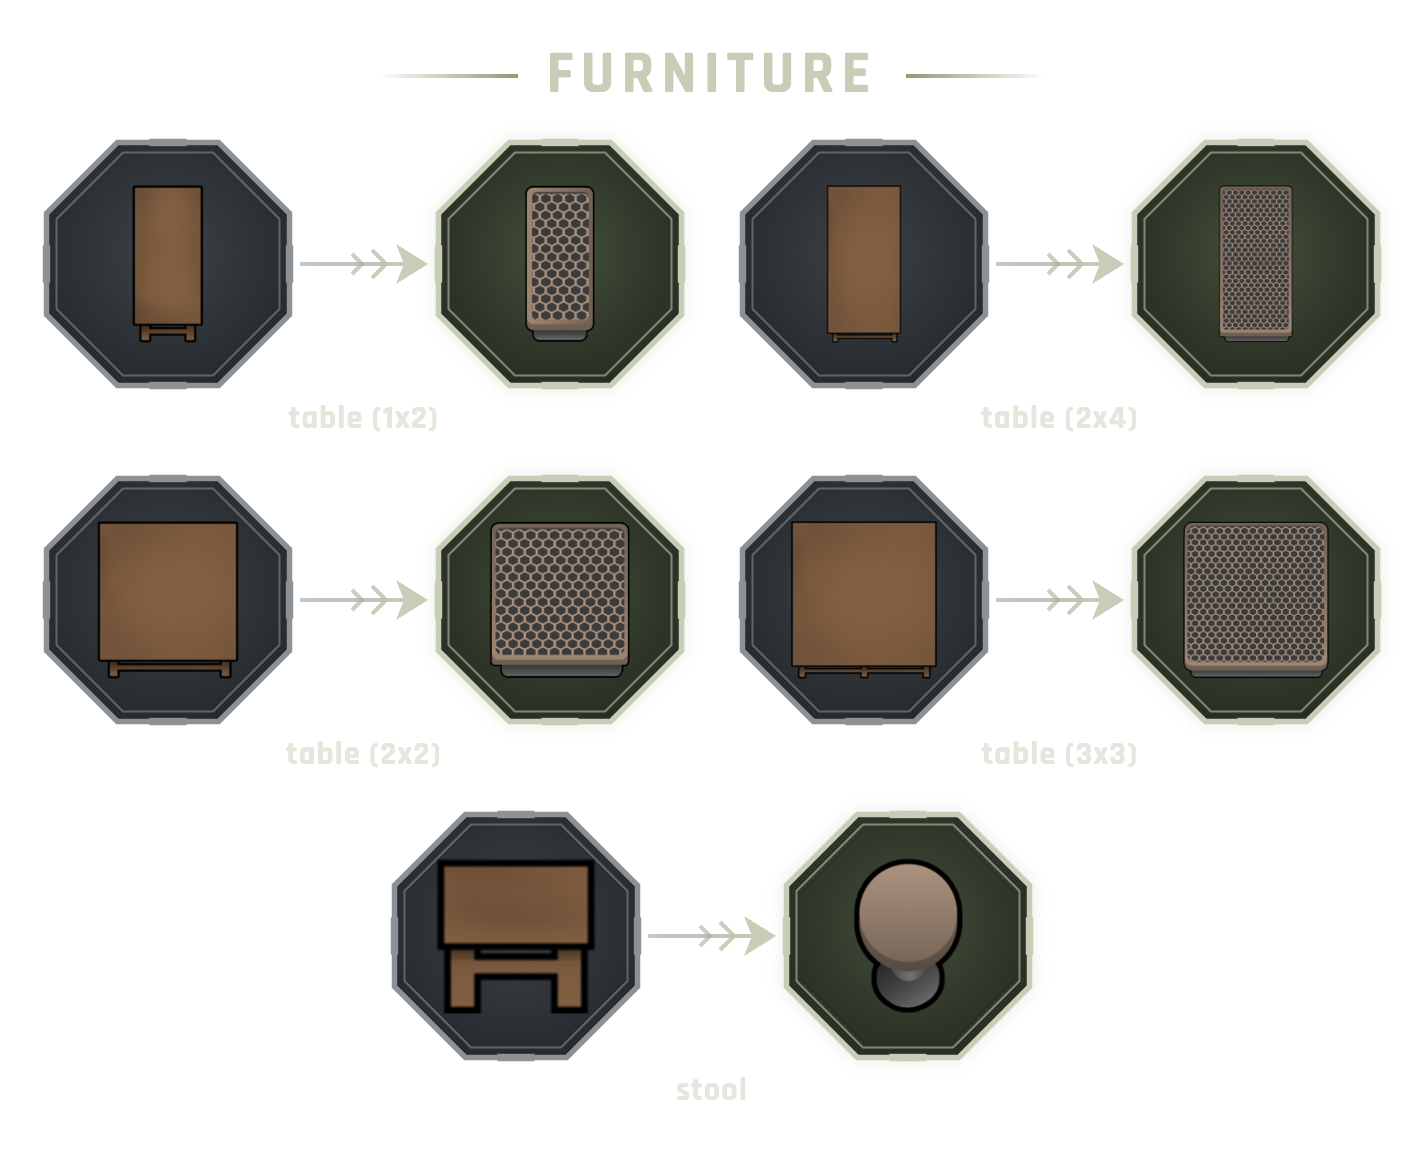 FURNITURE
table (1x2)
table (2x4)
table (2x2)
table (3x3)
stool